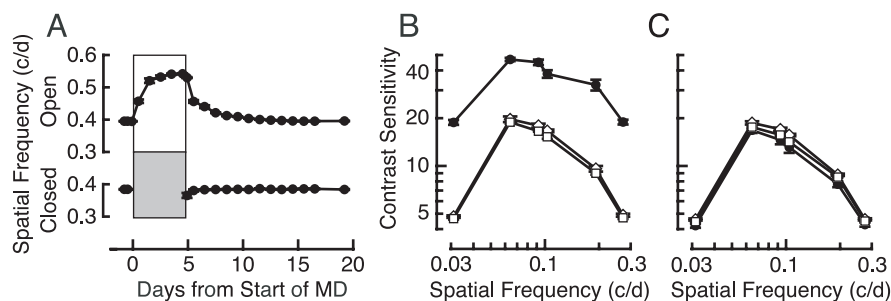 A
B
C
Spatial Frequency (c/d)
Open
Closed
0.6
0.5
0.4
0.3
0.4
0.3
0
5
10
15
20
Days from Start of MD
Contrast Sensitivity
40
20
10
5
0.03
0.1
0.3
Spatial Frequency (c/d)
0.03
0.1
0.3
Spatial Frequency (c/d)